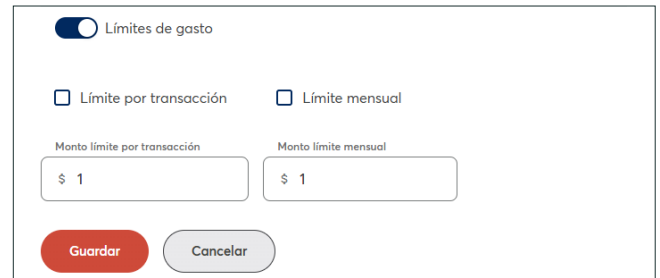 Límites de gasto
Límite por transacción Límite mensual
Monto límite por transacción Monto límite mensual
$ 1 $ 1
Guardar Cancelar